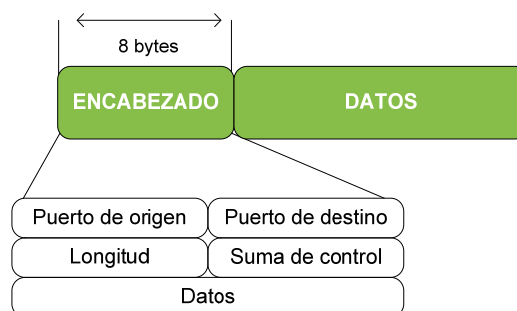 8 bytes
ENCABEZADO DATOS
Puerto de origen Puerto de destino
Longitud Suma de control
Datos